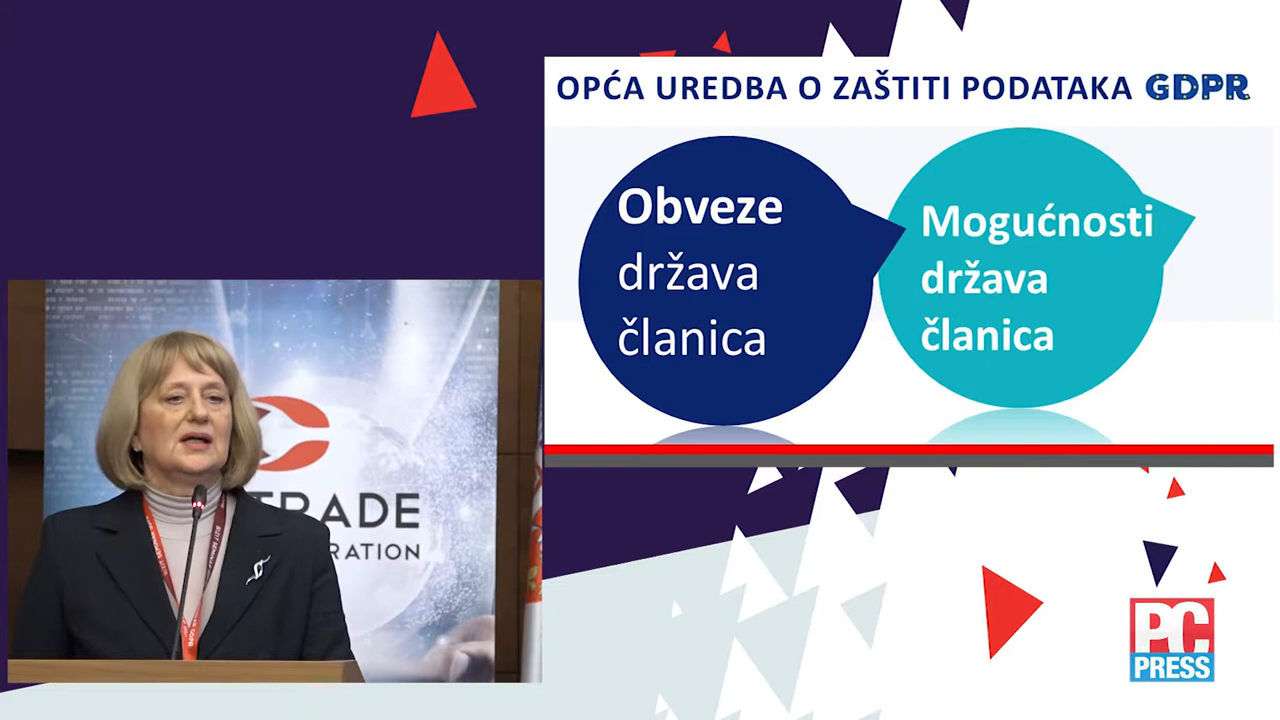 OPĆA UREDBA O ZAŠTITI PODATAKA GDPR
Obveze
država
članica
Mogućnosti
država
članica
TRADE
RATION
PC
PRESS